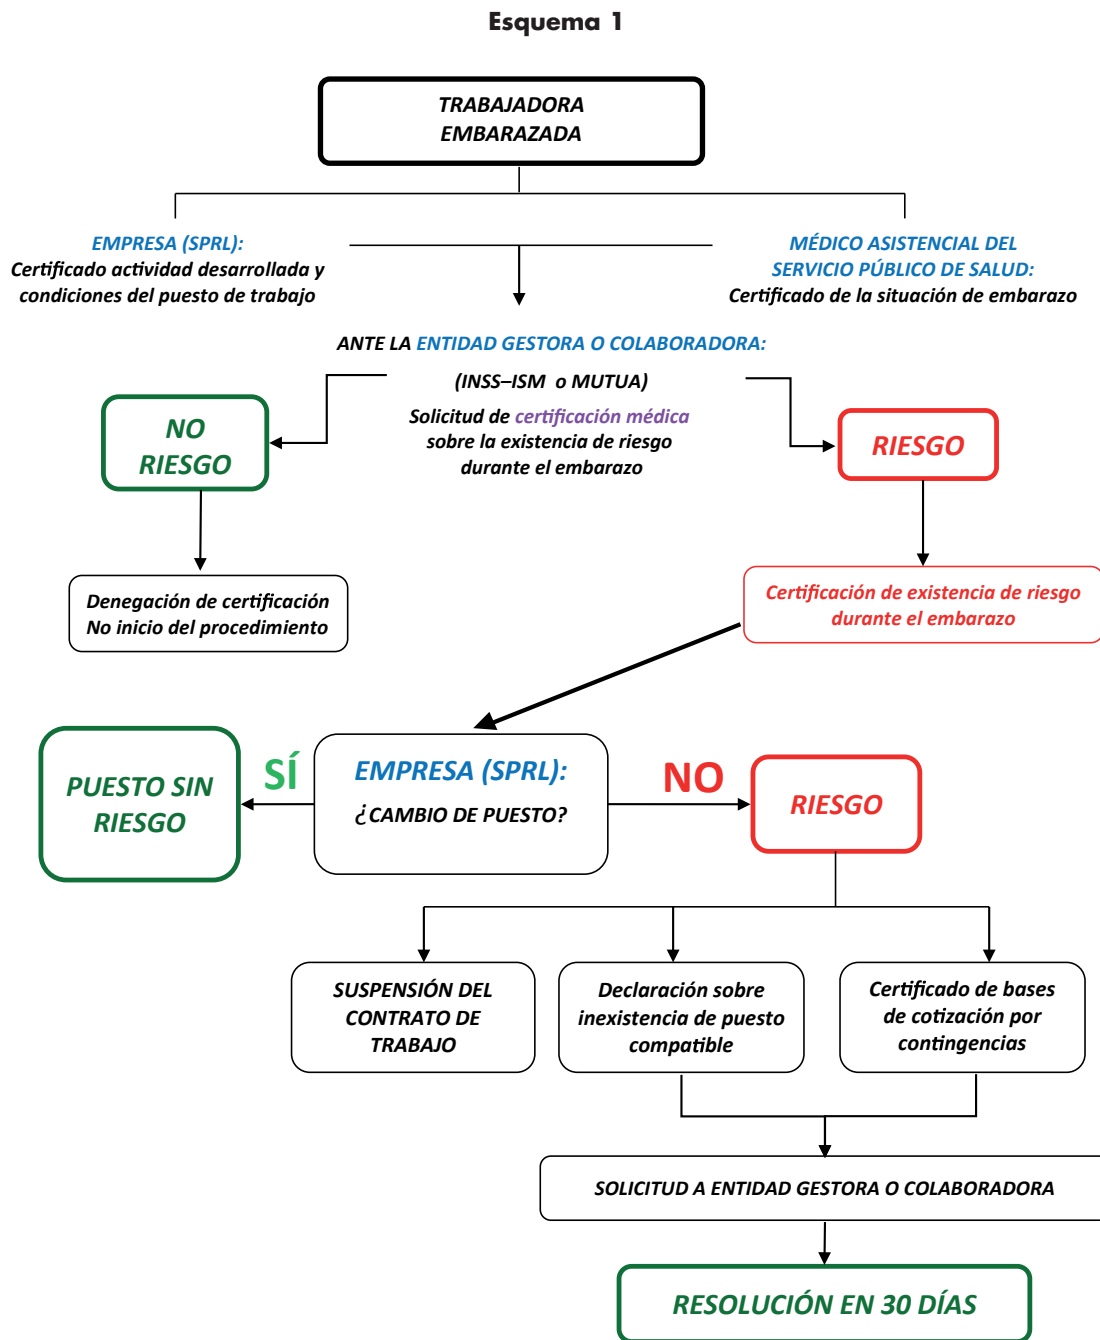 Esquema 1
TRABAJADORA
EMBARAZADA
EMPRESA (SPRL):
Certificado actividad desarrollada y
condiciones del puesto de trabajo
MÉDICO ASISTENCIAL DEL
SERVICIO PÚBLICO DE SALUD:
Certificado de la situación de embarazo
ANTE LA ENTIDAD GESTORA O COLABORADORA:
(INSS–ISM o MUTUA)
Solicitud de certificación médica
sobre la existencia de riesgo
durante el embarazo
NO
RIESGO
RIESGO
Denegación de certificación
No inicio del procedimiento
Certificación de existencia de riesgo
durante el embarazo
PUESTO SIN
RIESGO
SÍ
EMPRESA (SPRL):
¿CAMBIO DE PUESTO?
NO
RIESGO
SUSPENSIÓN DEL
CONTRATO DE
TRABAJO
Declaración sobre
inexistencia de puesto
compatible
Certificado de bases
de cotización por
contingencias
SOLICITUD A ENTIDAD GESTORA O COLABORADORA
RESOLUCIÓN EN 30 DÍAS